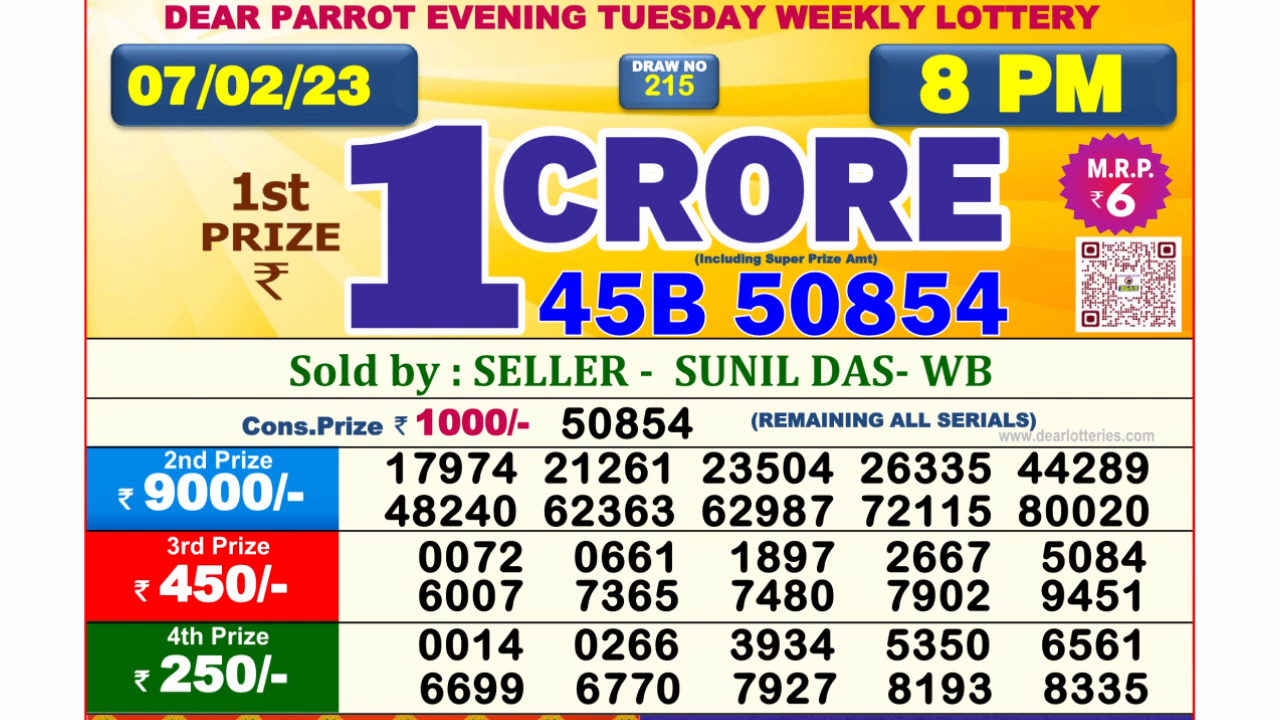 DEAR PARROT EVENING TUESDAY WEEKLY LOTTERY
07/02/23
DRAW NO
215
8 PM
1st
PRIZE
₹
1 CRORE
(Including Super Prize Amt)
45B 50854
M.R.P.
₹ 6
Sold by : SELLER - SUNIL DAS- WB
Cons.Prize ₹ 1000/- 50854 (REMAINING ALL SERIALS)
www.dearlotteries.com
2nd Prize
₹ 9000/-
17974 21261 23504 26335 44289
48240 62363 62987 72115 80020
3rd Prize
₹ 450/-
0072 0661 1897 2667 5084
6007 7365 7480 7902 9451
4th Prize
₹ 250/-
0014 0266 3934 5350 6561
6699 6770 7927 8193 8335